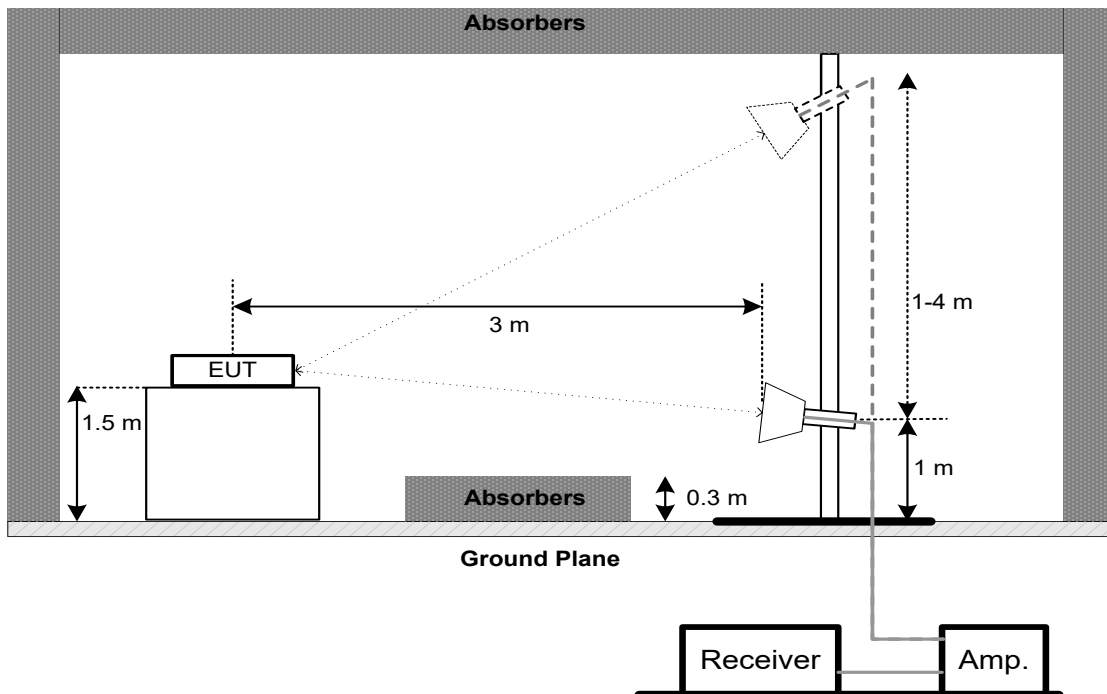 Absorbers
1-4 m
3 m
EUT
1.5 m
1 m
Absorbers
0.3 m
Ground Plane
Receiver
Amp.